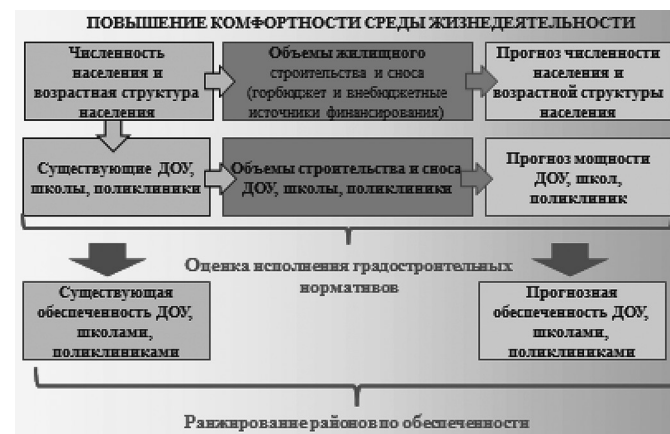 ПОВЫШЕНИЕ КОМФОРТНОСТИ СРЕДЫ ЖИЗНЕДЕЯТЕЛЬНОСТИ
Численность
населения и
возрастная структура
населения
Объемы жилищного
строительства и сноса
(горбюджет и внебюджетные
источники финансирования)
Прогноз численности
населения и
возрастной структуры
населения
Существующие ДОУ,
школы, поликлиники
Объемы строительства и сноса
ДОУ, школы, поликлиники
Прогноз мощности
ДОУ, школ,
поликлиник
Оценка исполнения градостроительных
нормативов
Существующая
обеспеченность ДОУ,
школами,
поликлиниками
Прогнозная
обеспеченность ДОУ,
школами,
поликлиниками
Ранжирование районов по обеспеченности